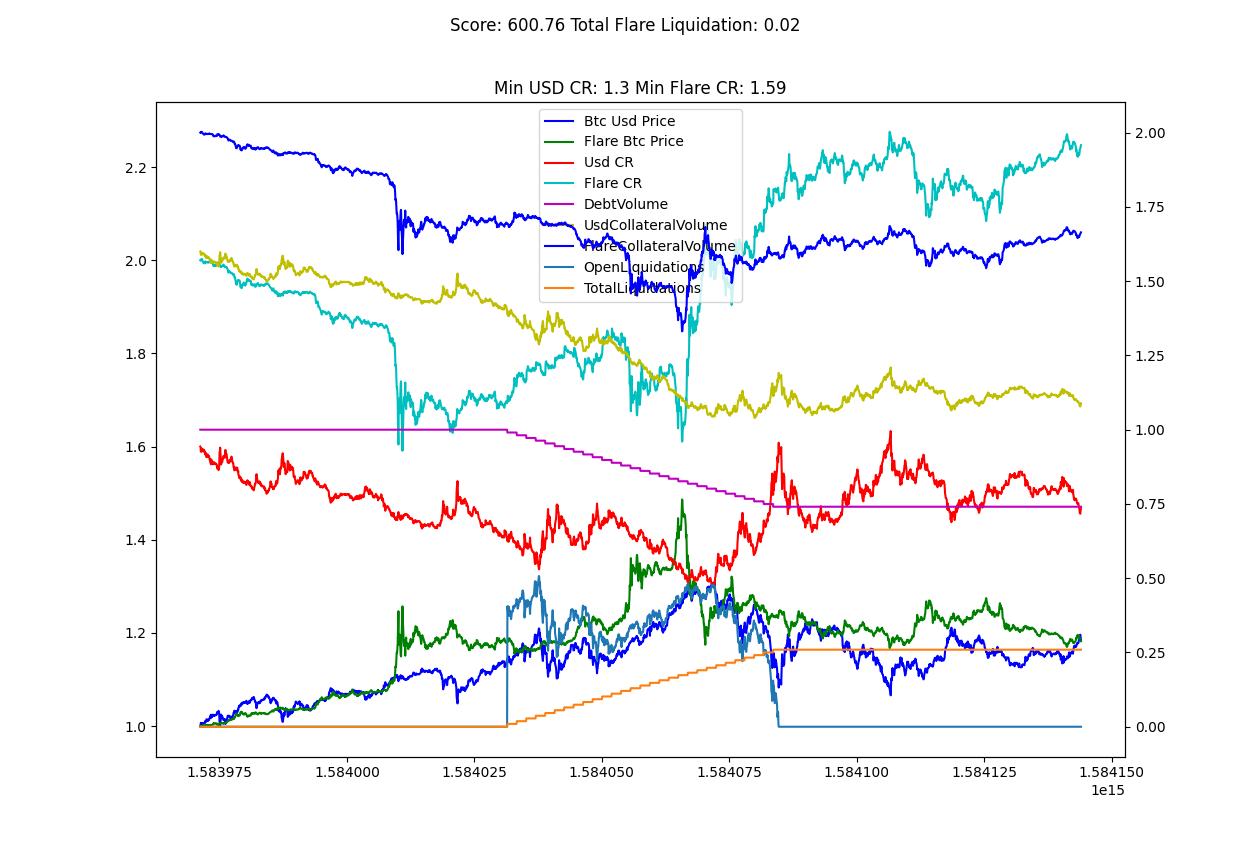 Score: 600.76 Total Flare Liquidation: 0.02
Min USD CR: 1.3 Min Flare CR: 1.59
Btc Usd Price
Flare Btc Price
Usd CR
Flare CR
DebtVolume
UsdCollateralVolume
FlareCollateralVolume
OpenLiquidations
TotalLiquidations
2.2
2.0
1.8
1.6
1.4
1.2
1.0
2.00
1.75
1.50
1.25
1.00
0.75
0.50
0.25
0.00
1.583975 1.584000 1.584025 1.584050 1.584075 1.584100 1.584125 1.584150
1e15